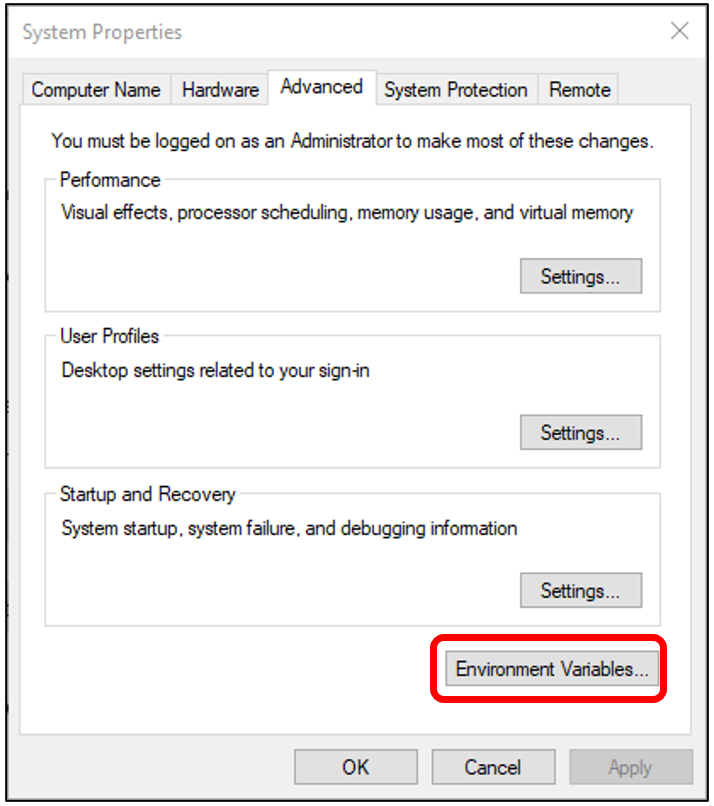 System Properties
Computer Name
Hardware
Advanced
System Protection
Remote
You must be logged on as an Administrator to make most of these changes.
Performance
Visual effects, processor scheduling, memory usage, and virtual memory
Settings...
User Profiles
Desktop settings related to your sign-in
Settings...
Startup and Recovery
System startup, system failure, and debugging information
Settings...
Environment Variables...
OK
Cancel
Apply